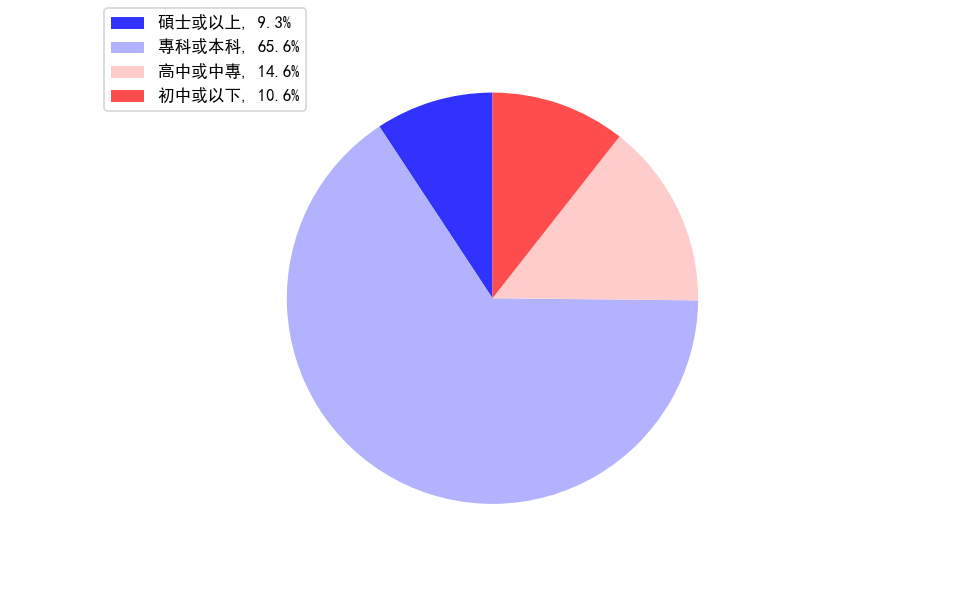 碩士或以上, 9.3%
專科或本科, 65.6%
高中或中專, 14.6%
初中或以下, 10.6%